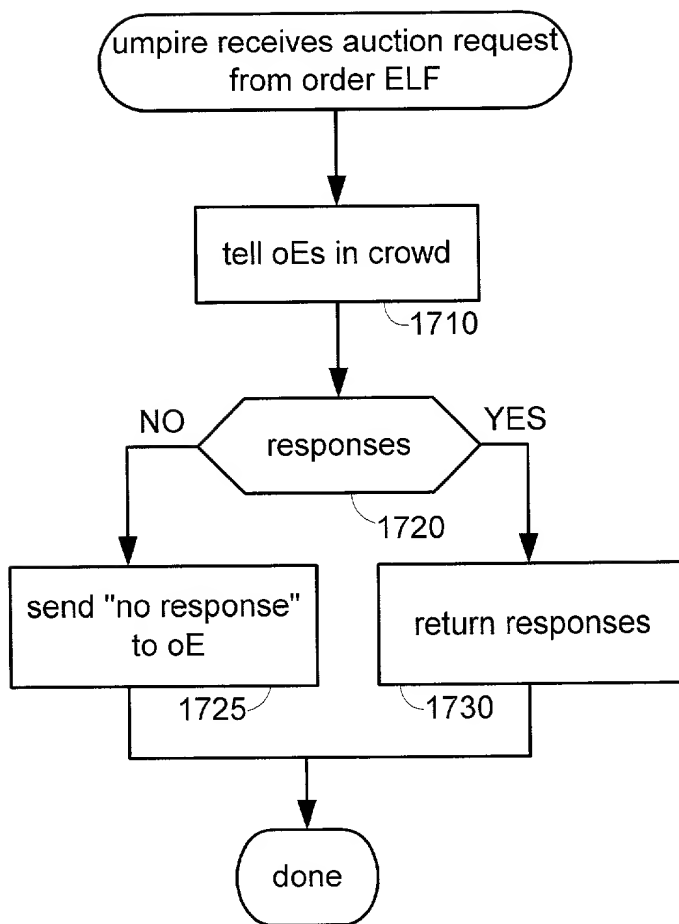 umpire receives auction request
from order ELF
tell oEs in crowd
1710
NO
YES
responses
1720
send "no response"
to oE
return responses
1725
1730
done